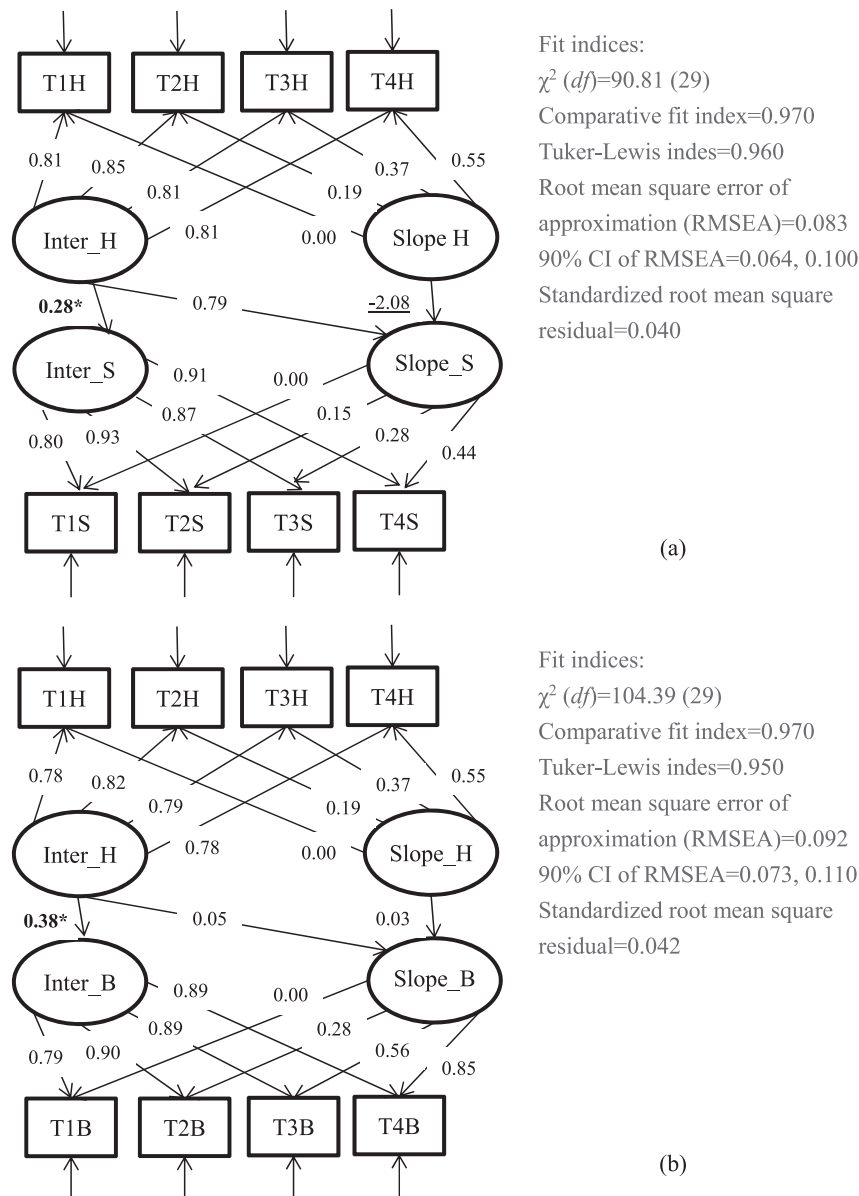 T1H T2H T3H T4H
0.81 0.85 0.81 0.81 0.00 0.19 0.37 0.55
Inter_H Slope H
0.28* 0.79 -2.08
Inter_S Slope_S
0.80 0.93 0.87 0.91 0.00 0.15 0.28 0.44
T1S T2S T3S T4S
Fit indices:
χ² (df)=90.81 (29)
Comparative fit index=0.970
Tuker-Lewis indes=0.960
Root mean square error of
approximation (RMSEA)=0.083
90% CI of RMSEA=0.064, 0.100
Standardized root mean square
residual=0.040
(a)
T1H T2H T3H T4H
0.78 0.82 0.79 0.78 0.00 0.19 0.37 0.55
Inter_H Slope_H
0.38* 0.05 0.03
Inter_B Slope_B
0.79 0.90 0.89 0.89 0.00 0.28 0.56 0.85
T1B T2B T3B T4B
Fit indices:
χ² (df)=104.39 (29)
Comparative fit index=0.970
Tuker-Lewis indes=0.950
Root mean square error of
approximation (RMSEA)=0.092
90% CI of RMSEA=0.073, 0.110
Standardized root mean square
residual=0.042
(b)